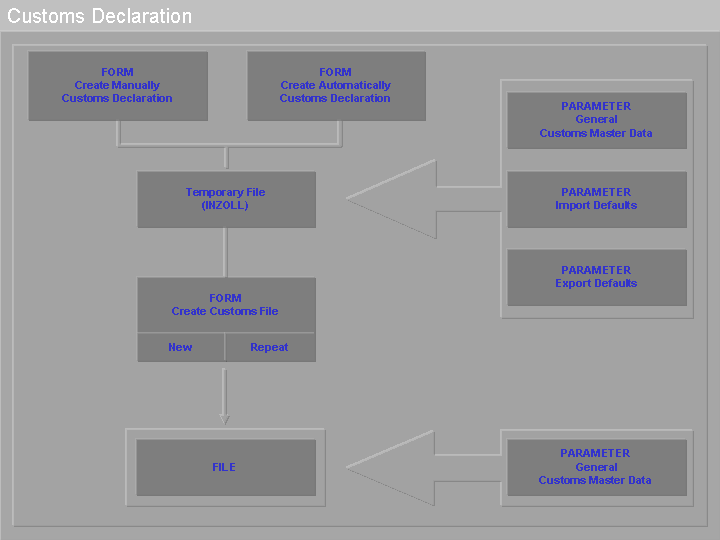 Customs Declaration
FORM
Create Manually
Customs Declaration
FORM
Create Automatically
Customs Declaration
PARAMETER
General
Customs Master Data
Temporary File
(INZOLL)
PARAMETER
Import Defaults
PARAMETER
Export Defaults
FORM
Create Customs File
New
Repeat
FILE
PARAMETER
General
Customs Master Data